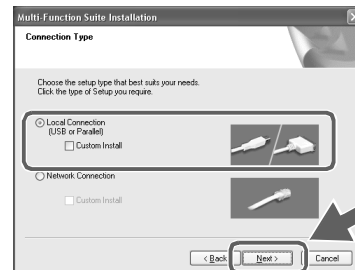 Multi-Function Suite Installation
Connection Type
Choose the setup type that best suits your needs.
Click the type of Setup you require.
Local Connection
(USB or Parallel)
Custom Install
Network Connection
Custom Install
< Back
Next >
Cancel